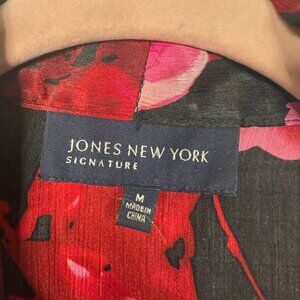 JONES NEW YORK
SIGNATURE
M
MADE IN
CHINA